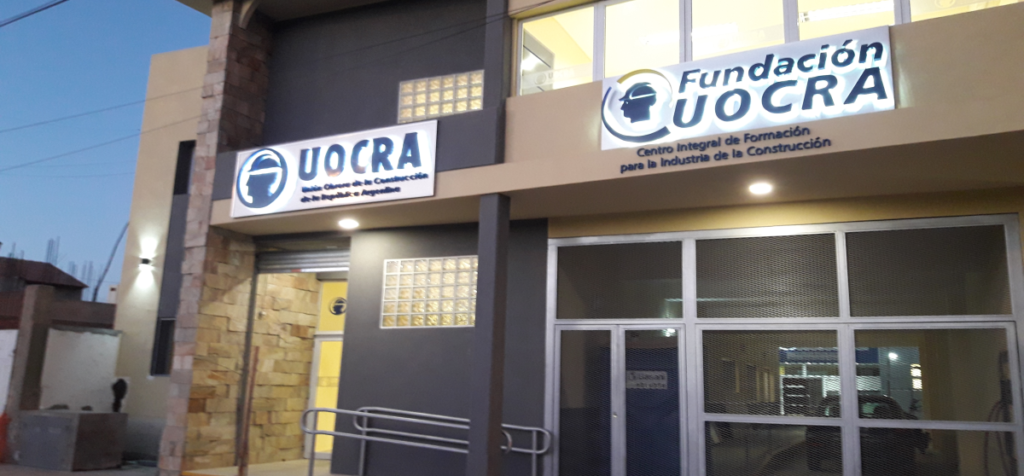 UOCRA
Unión Obrera de la Construcción
de la República Argentina
Fundación
UOCRA
Centro Integral de Formación
para la Industria de la Construcción